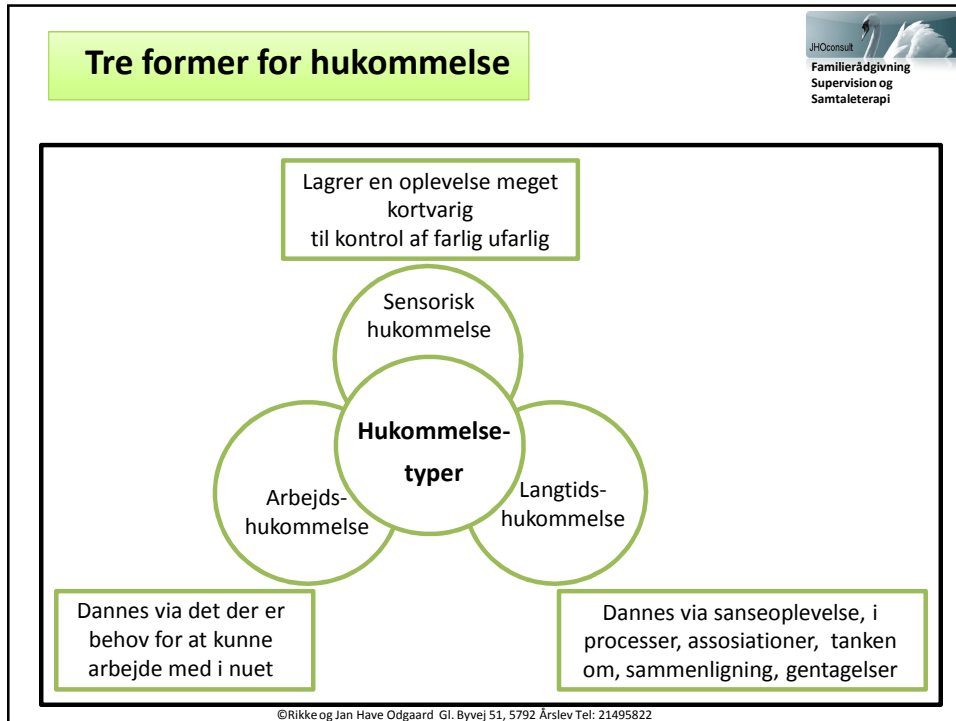 Tre former for hukommelse
JHOconsult
Familierådgivning
Supervision og
Samtaleterapi
Lagrer en oplevelse meget
kortvarig
til kontrol af farlig ufarlig
Sensorisk
hukommelse
Hukommelse-
typer
Arbejds-
hukommelse
Langtids-
hukommelse
Dannes via det der er
behov for at kunne
arbejde med i nuet
Dannes via sanseoplevelse, i
processer, assosiationer, tanken
om, sammenligning, gentagelser
©Rikke og Jan Have Odgaard Gl. Byvej 51, 5792 Årslev Tel: 21495822